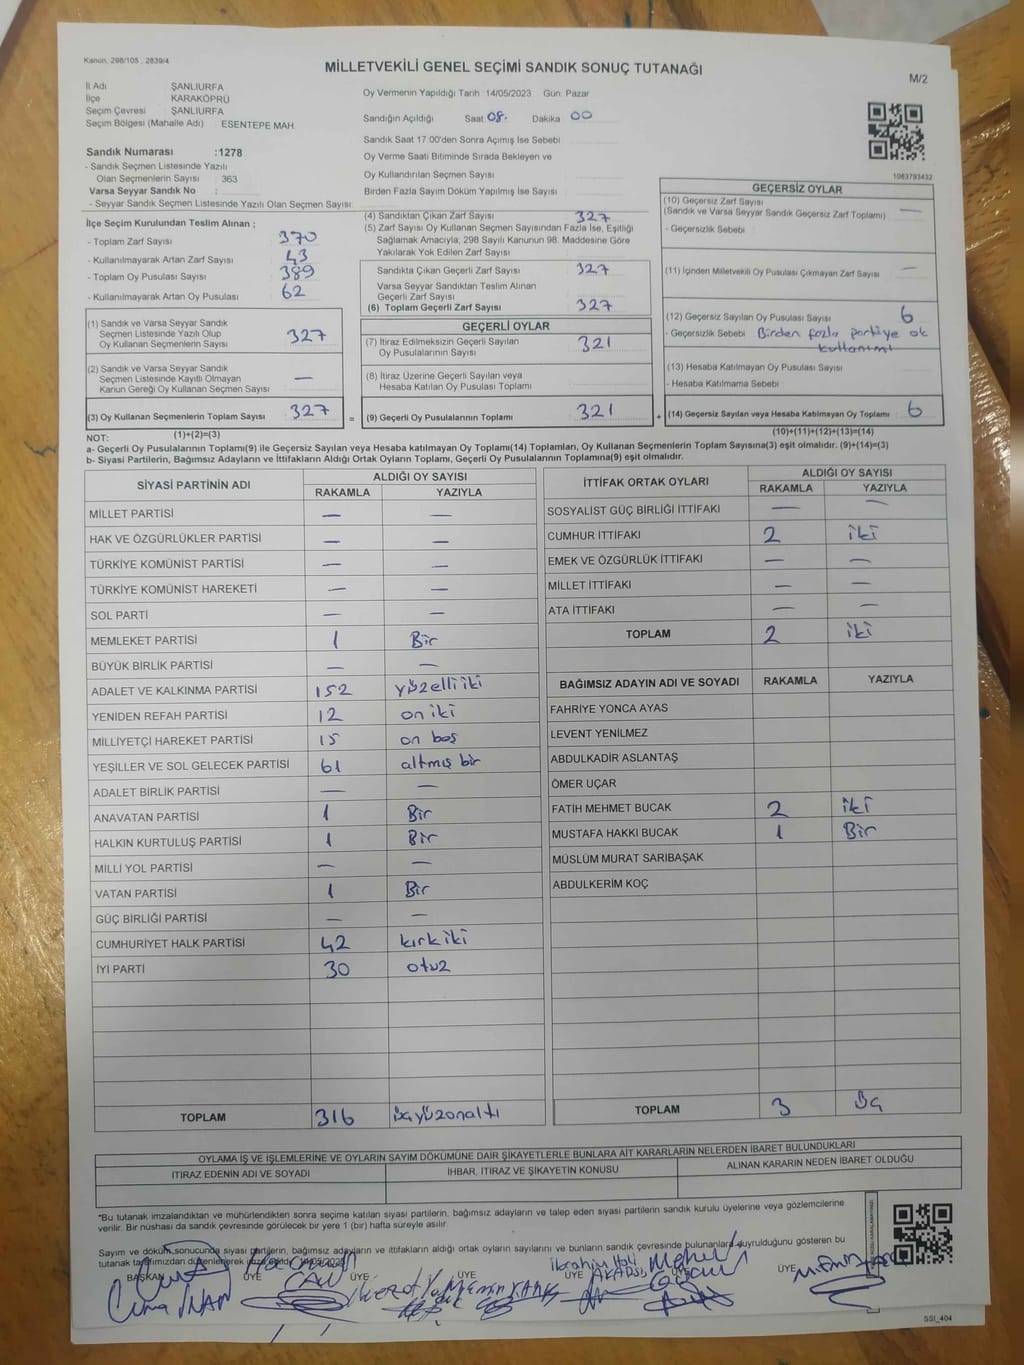 Kanun, 298/105 , 2839/4
MİLLETVEKİLİ GENEL SEÇİMİ SANDIK SONUÇ TUTANAĞI
M/2
İl Adı ŞANLIURFA
İlçe KARAKÖPRÜ
Seçim Çevresi ŞANLIURFA
Seçim Bölgesi (Mahalle Adı) ESENTEPE MAH
Oy Vermenin Yapıldığı Tarih 14/05/2023 Gün: Pazar
Sandığın Açıldığı Saat 08. Dakika 00
Sandık Saat 17:00'den Sonra Açımış İse Sebebi
Oy Verme Saati Bitiminde Sırada Bekleyen ve
Oy Kullandırılan Seçmen Sayısı
Birden Fazla Sayım Döküm Yapılmış İse Sayısı
1083793432
Sandık Numarası :1278
- Sandık Seçmen Listesinde Yazılı
Olan Seçmenlerin Sayısı : 363
Varsa Seyyar Sandık No :
- Seyyar Sandık Seçmen Listesinde Yazılı Olan Seçmen Sayısı:
İlçe Seçim Kurulundan Teslim Alınan :
- Toplam Zarf Sayısı 370
- Kullanılmayarak Artan Zarf Sayısı 43
- Toplam Oy Pusulası Sayısı 389
- Kullanılmayarak Artan Oy Pusulası 62
(1) Sandık ve Varsa Seyyar Sandık
Seçmen Listesinde Yazılı Olup
Oy Kullanan Seçmenlerin Sayısı 327
(2) Sandık ve Varsa Seyyar Sandık
Seçmen Listesinde Kayıtlı Olmayan
Kanun Gereği Oy Kullanan Seçmen Sayısı —
(3) Oy Kullanan Seçmenlerin Toplam Sayısı 327
(1)+(2)=(3)
(4) Sandıktan Çıkan Zarf Sayısı 327
(5) Zarf Sayısı Oy Kullanan Seçmen Sayısından Fazla İse, Eşitliği
Sağlamak Amacıyla, 298 Sayılı Kanunun 98. Maddesine Göre
Yakılarak Yok Edilen Zarf Sayısı
Sandıkta Çıkan Geçerli Zarf Sayısı 327
Varsa Seyyar Sandıktan Teslim Alınan
Geçerli Zarf Sayısı
(6) Toplam Geçerli Zarf Sayısı 327
GEÇERLİ OYLAR
(7) İtiraz Edilmeksizin Geçerli Sayılan
Oy Pusulalarının Sayısı 321
(8) İtiraz Üzerine Geçerli Sayılan veya
Hesaba Katılan Oy Pusulası Toplamı
= (9) Geçerli Oy Pusulalarının Toplamı 321
GEÇERSİZ OYLAR
(10) Geçersiz Zarf Sayısı
(Sandık ve Varsa Seyyar Sandık Geçersiz Zarf Toplamı) —
- Geçersizlik Sebebi
(11) İçinden Milletvekili Oy Pusulası Çıkmayan Zarf Sayısı —
(12) Geçersiz Sayılan Oy Pusulası Sayısı 6
- Geçersizlik Sebebi Birden fazla partiye ok
kullanımı
(13) Hesaba Katılmayan Oy Pusulası Sayısı
- Hesaba Katılmama Sebebi
+ (14) Geçersiz Sayılan veya Hesaba Katılmayan Oy Toplamı 6
(10)+(11)+(12)+(13)=(14)
NOT:
a- Geçerli Oy Pusulalarının Toplamı(9) ile Geçersiz Sayılan veya Hesaba katılmayan Oy Toplamı(14) Toplamları, Oy Kullanan Seçmenlerin Toplam Sayısına(3) eşit olmalıdır. (9)+(14)=(3)
b- Siyasi Partilerin, Bağımsız Adayların ve İttifakların Aldığı Ortak Oyların Toplamı, Geçerli Oy Pusulalarının Toplamına(9) eşit olmalıdır.
SİYASİ PARTİNİN ADI ALDIĞI OY SAYISI
RAKAMLA YAZIYLA
MİLLET PARTİSİ — —
HAK VE ÖZGÜRLÜKLER PARTİSİ — —
TÜRKİYE KOMÜNİST PARTİSİ — —
TÜRKİYE KOMÜNİST HAREKETİ — —
SOL PARTİ — —
MEMLEKET PARTİSİ 1 Bir
BÜYÜK BİRLİK PARTİSİ — —
ADALET VE KALKINMA PARTİSİ 152 yüzelli iki
YENİDEN REFAH PARTİSİ 12 on iki
MİLLİYETÇİ HAREKET PARTİSİ 15 on beş
YEŞİLLER VE SOL GELECEK PARTİSİ 61 altmış bir
ADALET BİRLİK PARTİSİ — —
ANAVATAN PARTİSİ 1 Bir
HALKIN KURTULUŞ PARTİSİ 1 Bir
MİLLİ YOL PARTİSİ — —
VATAN PARTİSİ 1 Bir
GÜÇ BİRLİĞİ PARTİSİ — —
CUMHURİYET HALK PARTİSİ 42 kırk iki
İYİ PARTİ 30 otuz
TOPLAM 316 üçyüzonaltı
İTTİFAK ORTAK OYLARI ALDIĞI OY SAYISI
RAKAMLA YAZIYLA
SOSYALİST GÜÇ BİRLİĞİ İTTİFAKI — —
CUMHUR İTTİFAKI 2 iki
EMEK VE ÖZGÜRLÜK İTTİFAKI — —
MİLLET İTTİFAKI — —
ATA İTTİFAKI — —
TOPLAM 2 iki
BAĞIMSIZ ADAYIN ADI VE SOYADI RAKAMLA YAZIYLA
FAHRİYE YONCA AYAS
LEVENT YENİLMEZ
ABDULKADİR ASLANTAŞ
ÖMER UÇAR
FATİH MEHMET BUCAK 2 iki
MUSTAFA HAKKI BUCAK 1 Bir
MÜSLÜM MURAT SARIBAŞAK
ABDULKERİM KOÇ
TOPLAM 3 üç
OYLAMA İŞ VE İŞLEMLERİNE VE OYLARIN SAYIM DÖKÜMÜNE DAİR ŞİKAYETLERLE BUNLARA AİT KARARLARIN NELERDEN İBARET BULUNDUKLARI
İTİRAZ EDENİN ADI VE SOYADI İHBAR, İTİRAZ VE ŞİKAYETİN KONUSU ALINAN KARARIN NEDEN İBARET OLDUĞU
*Bu tutanak imzalandıktan ve mühürlendikten sonra seçime katılan siyasi partilerin, bağımsız adayların ve talep eden siyasi partilerin sandık kurulu üyelerine veya gözlemcilerine
verilir. Bir nüshası da sandık çevresinde görülecek bir yere 1 (bir) hafta süreyle asılır.
Sayım ve döküm sonucunda siyasi partilerin, bağımsız adayların ve ittifakların aldığı ortak oyların sayılarını ve bunların sandık çevresinde bulunanlara duyrulduğunu gösteren bu
tutanak tarafımızdan düzenlenerek
BAŞKAN ÜYE ÜYE ÜYE ÜYE ÜYE ÜYE
Cuma İNAN
İbrahim Halil
SSİ_404